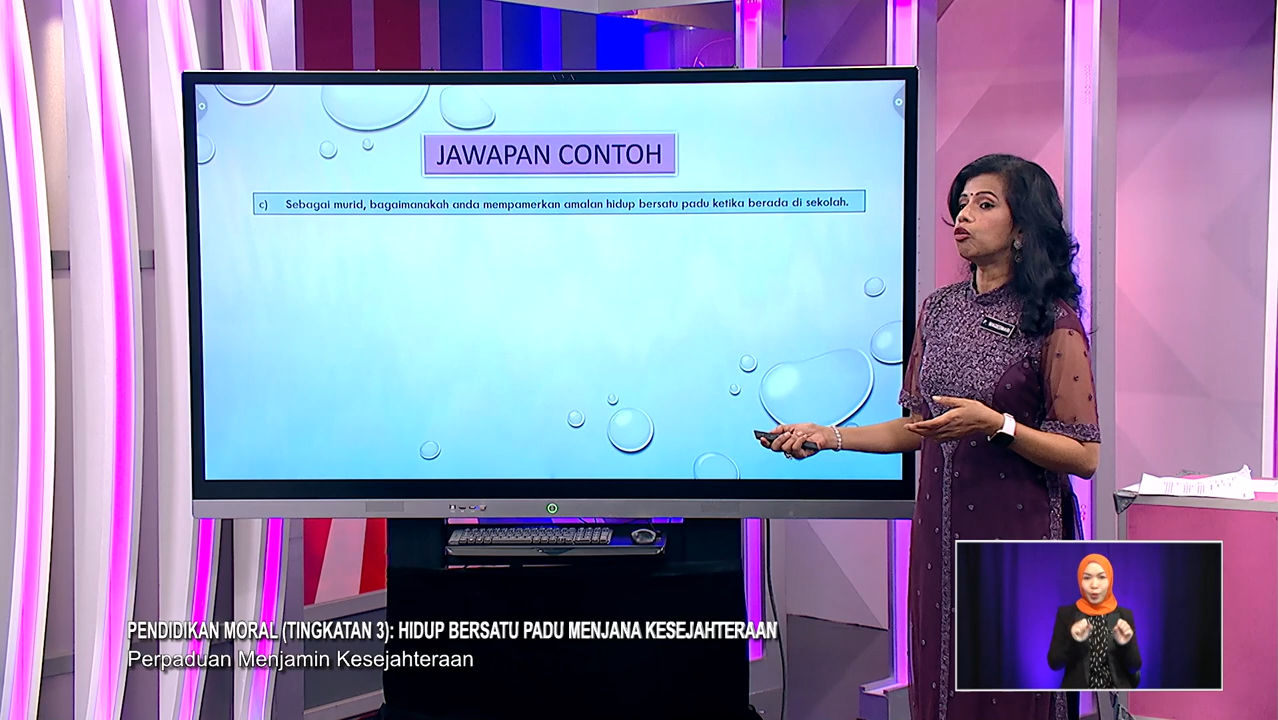 JAWAPAN CONTOH
c) Sebagai murid, bagaimanakah anda mempamerkan amalan hidup bersatu padu ketika berada di sekolah.
PENDIDIKAN MORAL (TINGKATAN 3): HIDUP BERSATU PADU MENJANA KESEJAHTERAAN
Perpaduan Menjamin Kesejahteraan